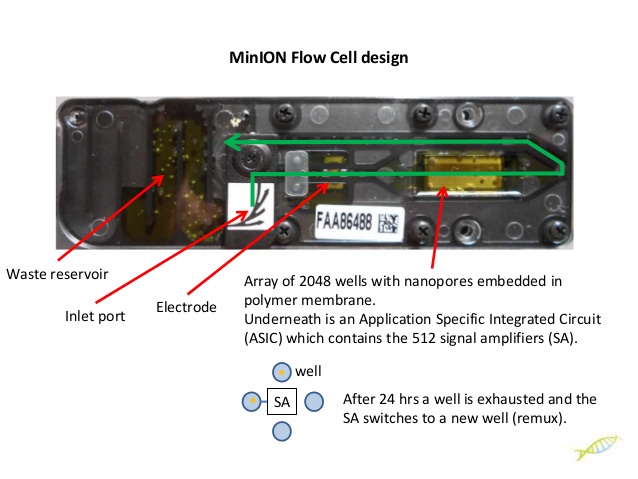 MinION Flow Cell design
FAA86488
Waste reservoir
Inlet port
Electrode
Array of 2048 wells with nanopores embedded in
polymer membrane.
Underneath is an Application Specific Integrated Circuit
(ASIC) which contains the 512 signal amplifiers (SA).
well
SA
After 24 hrs a well is exhausted and the
SA switches to a new well (remux).